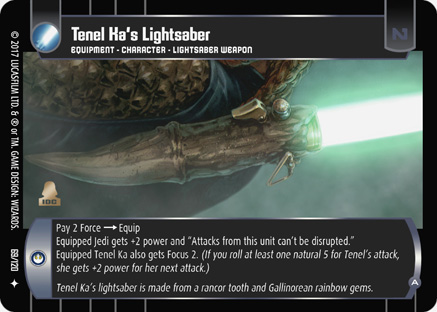 Tenel Ka's Lightsaber
EQUIPMENT - CHARACTER - LIGHTSABER WEAPON
N
© 2017 LUCASFILM LTD. & ® or TM. GAME DESIGN: WIZARDS.
IDC
Pay 2 Force → Equip
Equipped Jedi gets +2 power and “Attacks from this unit can't be disrupted.”
Equipped Tenel Ka also gets Focus 2. (If you roll at least one natural 5 for Tenel's attack,
she gets +2 power for her next attack.)
Tenel Ka's lightsaber is made from a rancor tooth and Gallinorean rainbow gems.
A